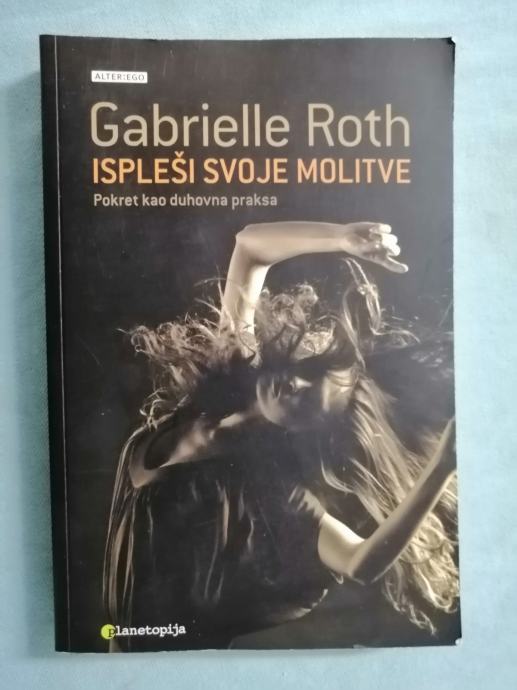 ALTER:EGO
Gabrielle Roth
ISPLEŠI SVOJE MOLITVE
Pokret kao duhovna praksa
planetopija